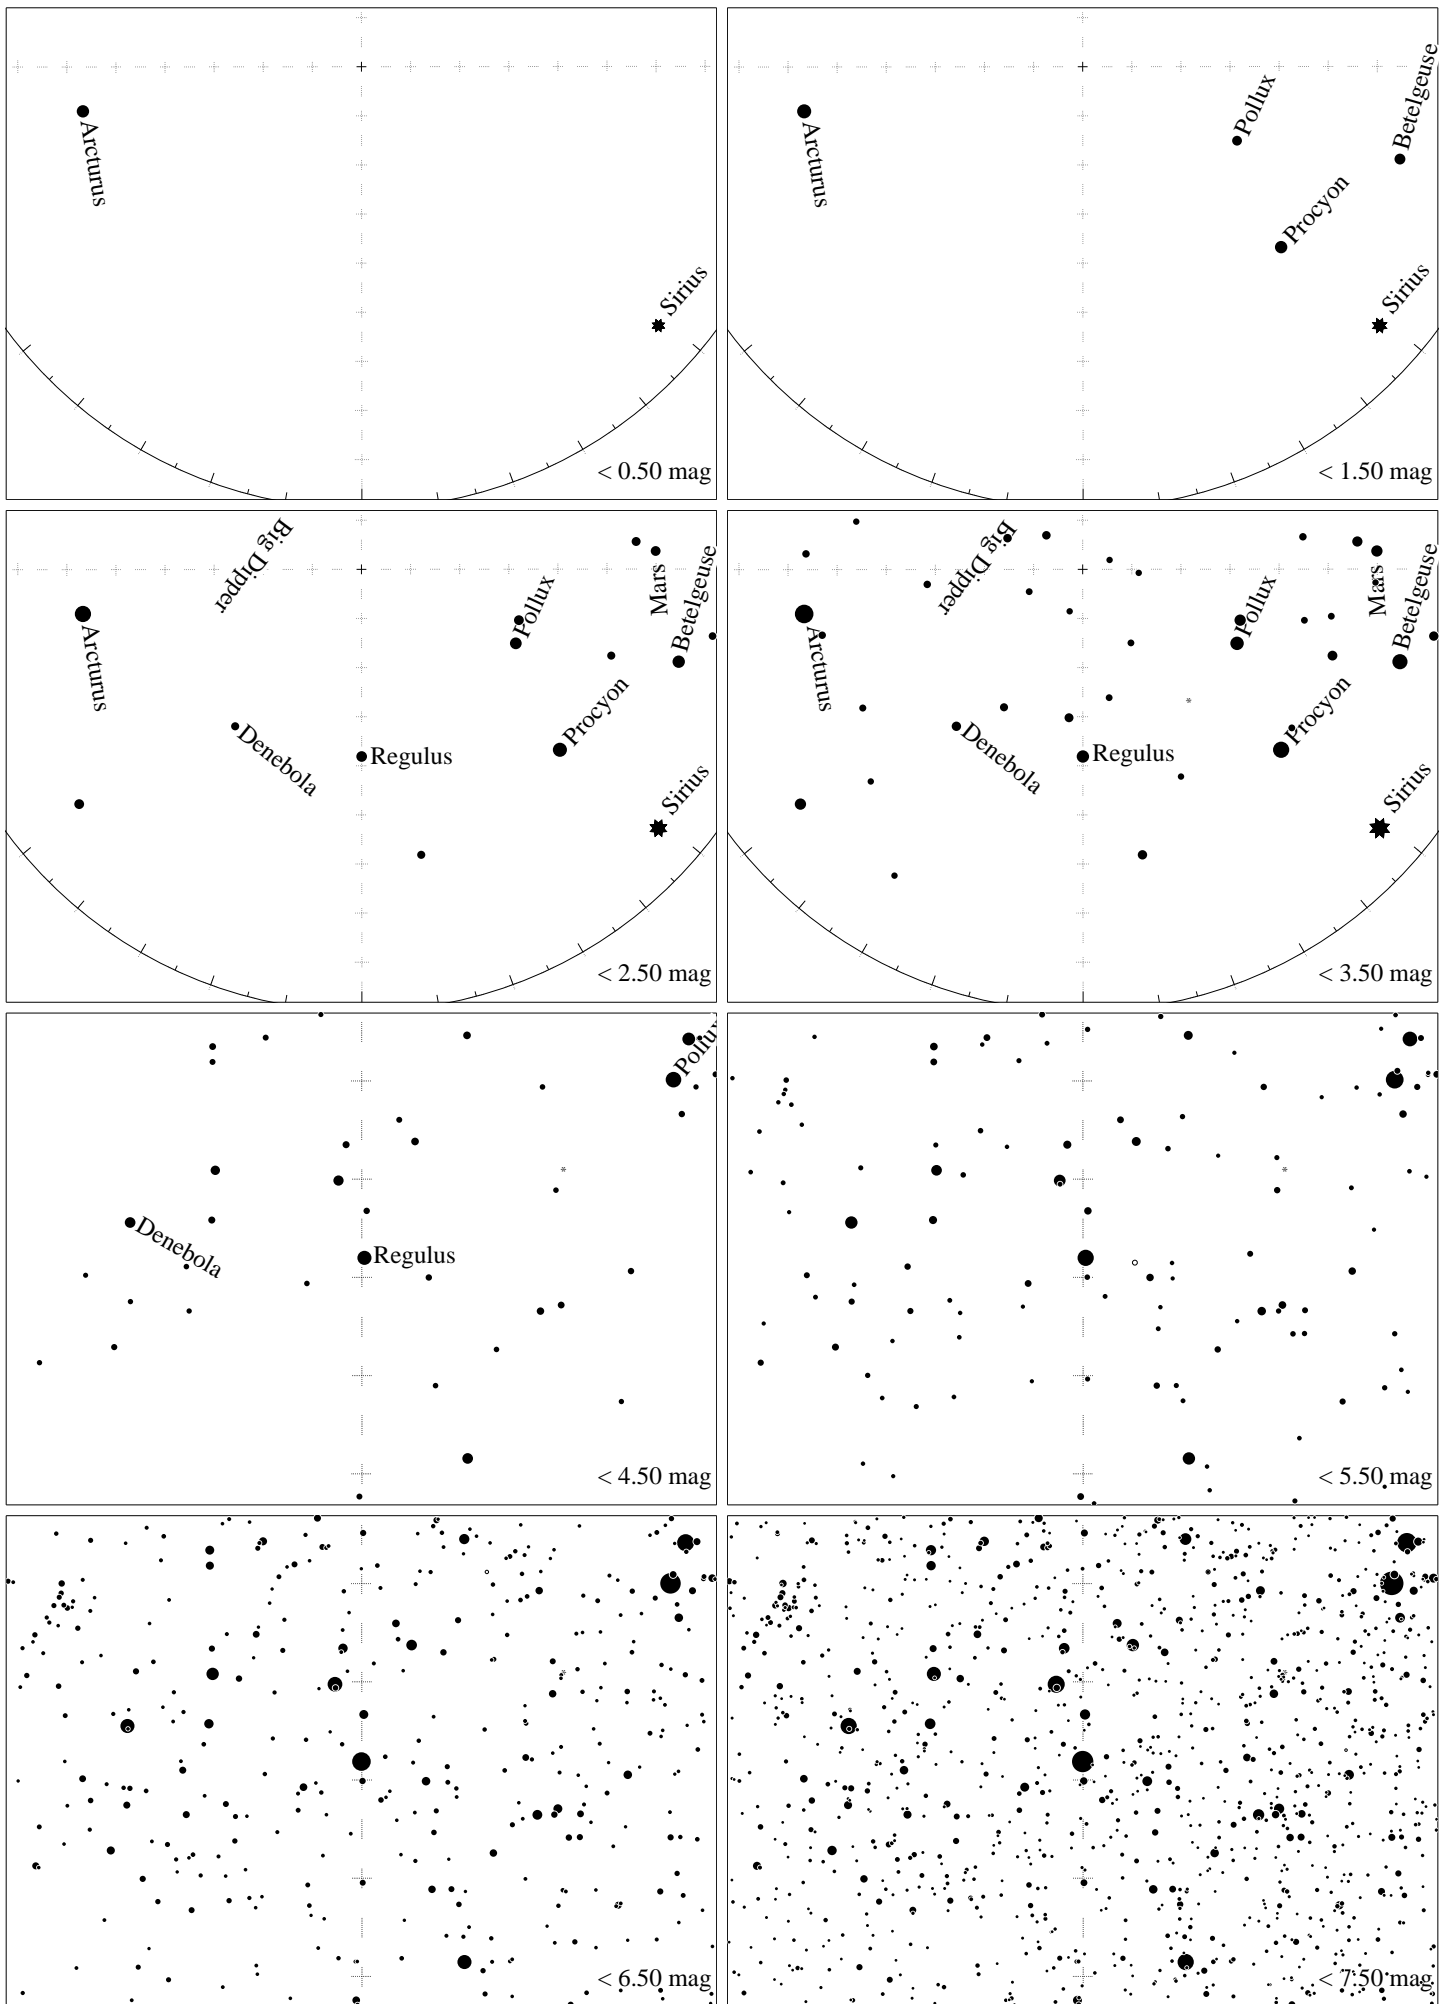 Arcturus
Sirius
< 0.50 mag
Arcturus
Pollux
Betelgeuse
Procyon
Sirius
< 1.50 mag
Big Dipper
Arcturus
Pollux
Mars
Betelgeuse
Procyon
Denebola
Regulus
Sirius
< 2.50 mag
Big Dipper
Arcturus
Pollux
Mars
Betelgeuse
Procyon
Denebola
Regulus
Sirius
< 3.50 mag
Pollux
Denebola
Regulus
< 4.50 mag
< 5.50 mag
< 6.50 mag
< 7.50 mag